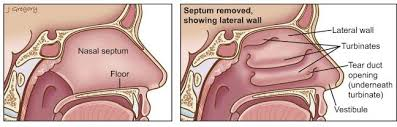 J Gregory
Nasal septum
Floor
Septum removed,
showing lateral wall
Lateral wall
Turbinates
Tear duct
opening
(underneath
turbinate)
Vestibule